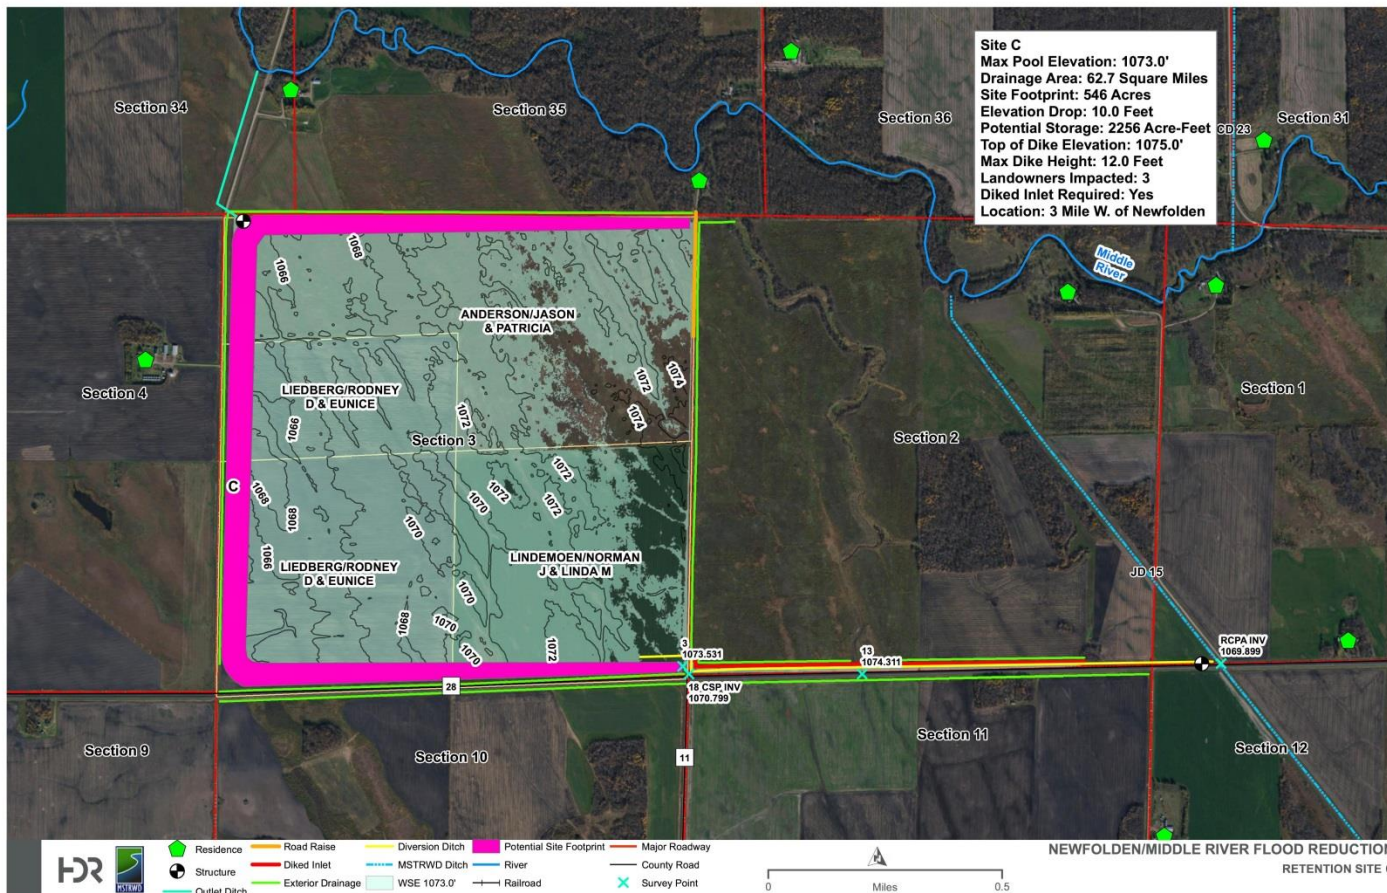 Site C
Max Pool Elevation: 1073.0'
Drainage Area: 62.7 Square Miles
Site Footprint: 546 Acres
Elevation Drop: 10.0 Feet
Potential Storage: 2256 Acre-Feet
Top of Dike Elevation: 1075.0'
Max Dike Height: 12.0 Feet
Landowners Impacted: 3
Diked Inlet Required: Yes
Location: 3 Mile W. of Newfolden
Section 34
Section 35
Section 36
CD 23
Section 31
Middle
River
1066
1068
ANDERSON/JASON
& PATRICIA
1072
1074
LIEDBERG/RODNEY
D & EUNICE
1066
1072
1074
Section 4
Section 3
Section 2
Section 1
C
1068
1068
1066
1070
1070
1072
1072
1072
LIEDBERG/RODNEY
D & EUNICE
LINDEMOEN/NORMAN
J & LINDA M
1068
1070
1070
1070
1072
JD 15
3
1073.531
13
1074.311
RCPA INV
1069.899
28
18 CSP INV
1070.799
11
Section 9
Section 10
Section 11
Section 12
HDR
MSTRWD
Residence
Structure
Outlet Ditch
Road Raise
Diked Inlet
Exterior Drainage
Diversion Ditch
MSTRWD Ditch
WSE 1073.0'
Potential Site Footprint
River
Railroad
Major Roadway
County Road
Survey Point
0
0.5
Miles
NEWFOLDEN/MIDDLE RIVER FLOOD REDUCTION
RETENTION SITE